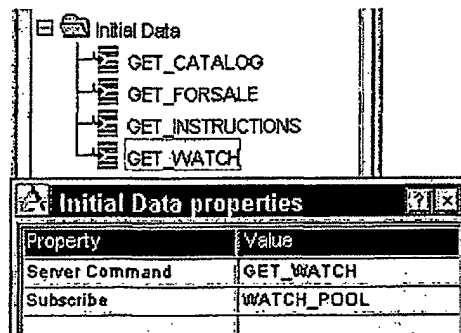 Initial Data
GET_CATALOG
GET_FORSALE
GET_INSTRUCTIONS
GET_WATCH
Initial Data properties
Property Value
Server Command GET_WATCH
Subscribe WATCH_POOL